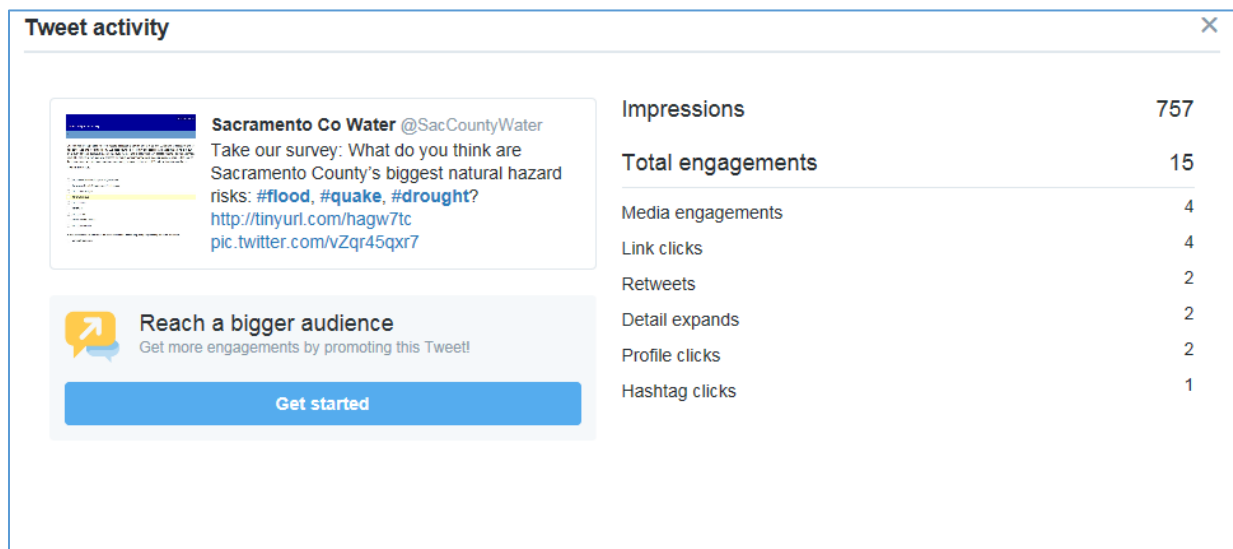 Tweet activity
Sacramento Co Water @SacCountyWater
Take our survey: What do you think are
Sacramento County's biggest natural hazard
risks: #flood, #quake, #drought?
http://tinyurl.com/hagw7tc
pic.twitter.com/vZqr45qxr7
Reach a bigger audience
Get more engagements by promoting this Tweet!
Get started
Impressions 757
Total engagements 15
Media engagements 4
Link clicks 4
Retweets 2
Detail expands 2
Profile clicks 2
Hashtag clicks 1